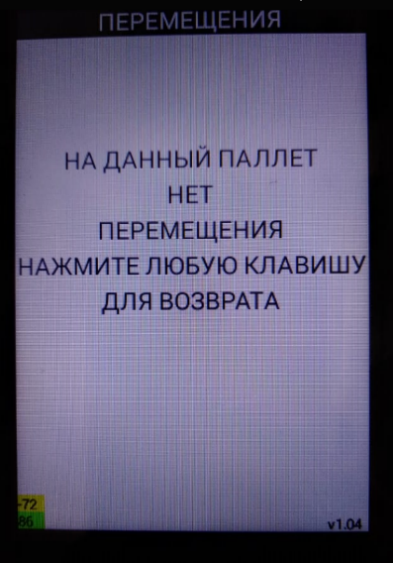 ПЕРЕМЕЩЕНИЯ
НА ДАННЫЙ ПАЛЛЕТ
НЕТ
ПЕРЕМЕЩЕНИЯ
НАЖМИТЕ ЛЮБУЮ КЛАВИШУ
ДЛЯ ВОЗВРАТА
-72
86
v1.04